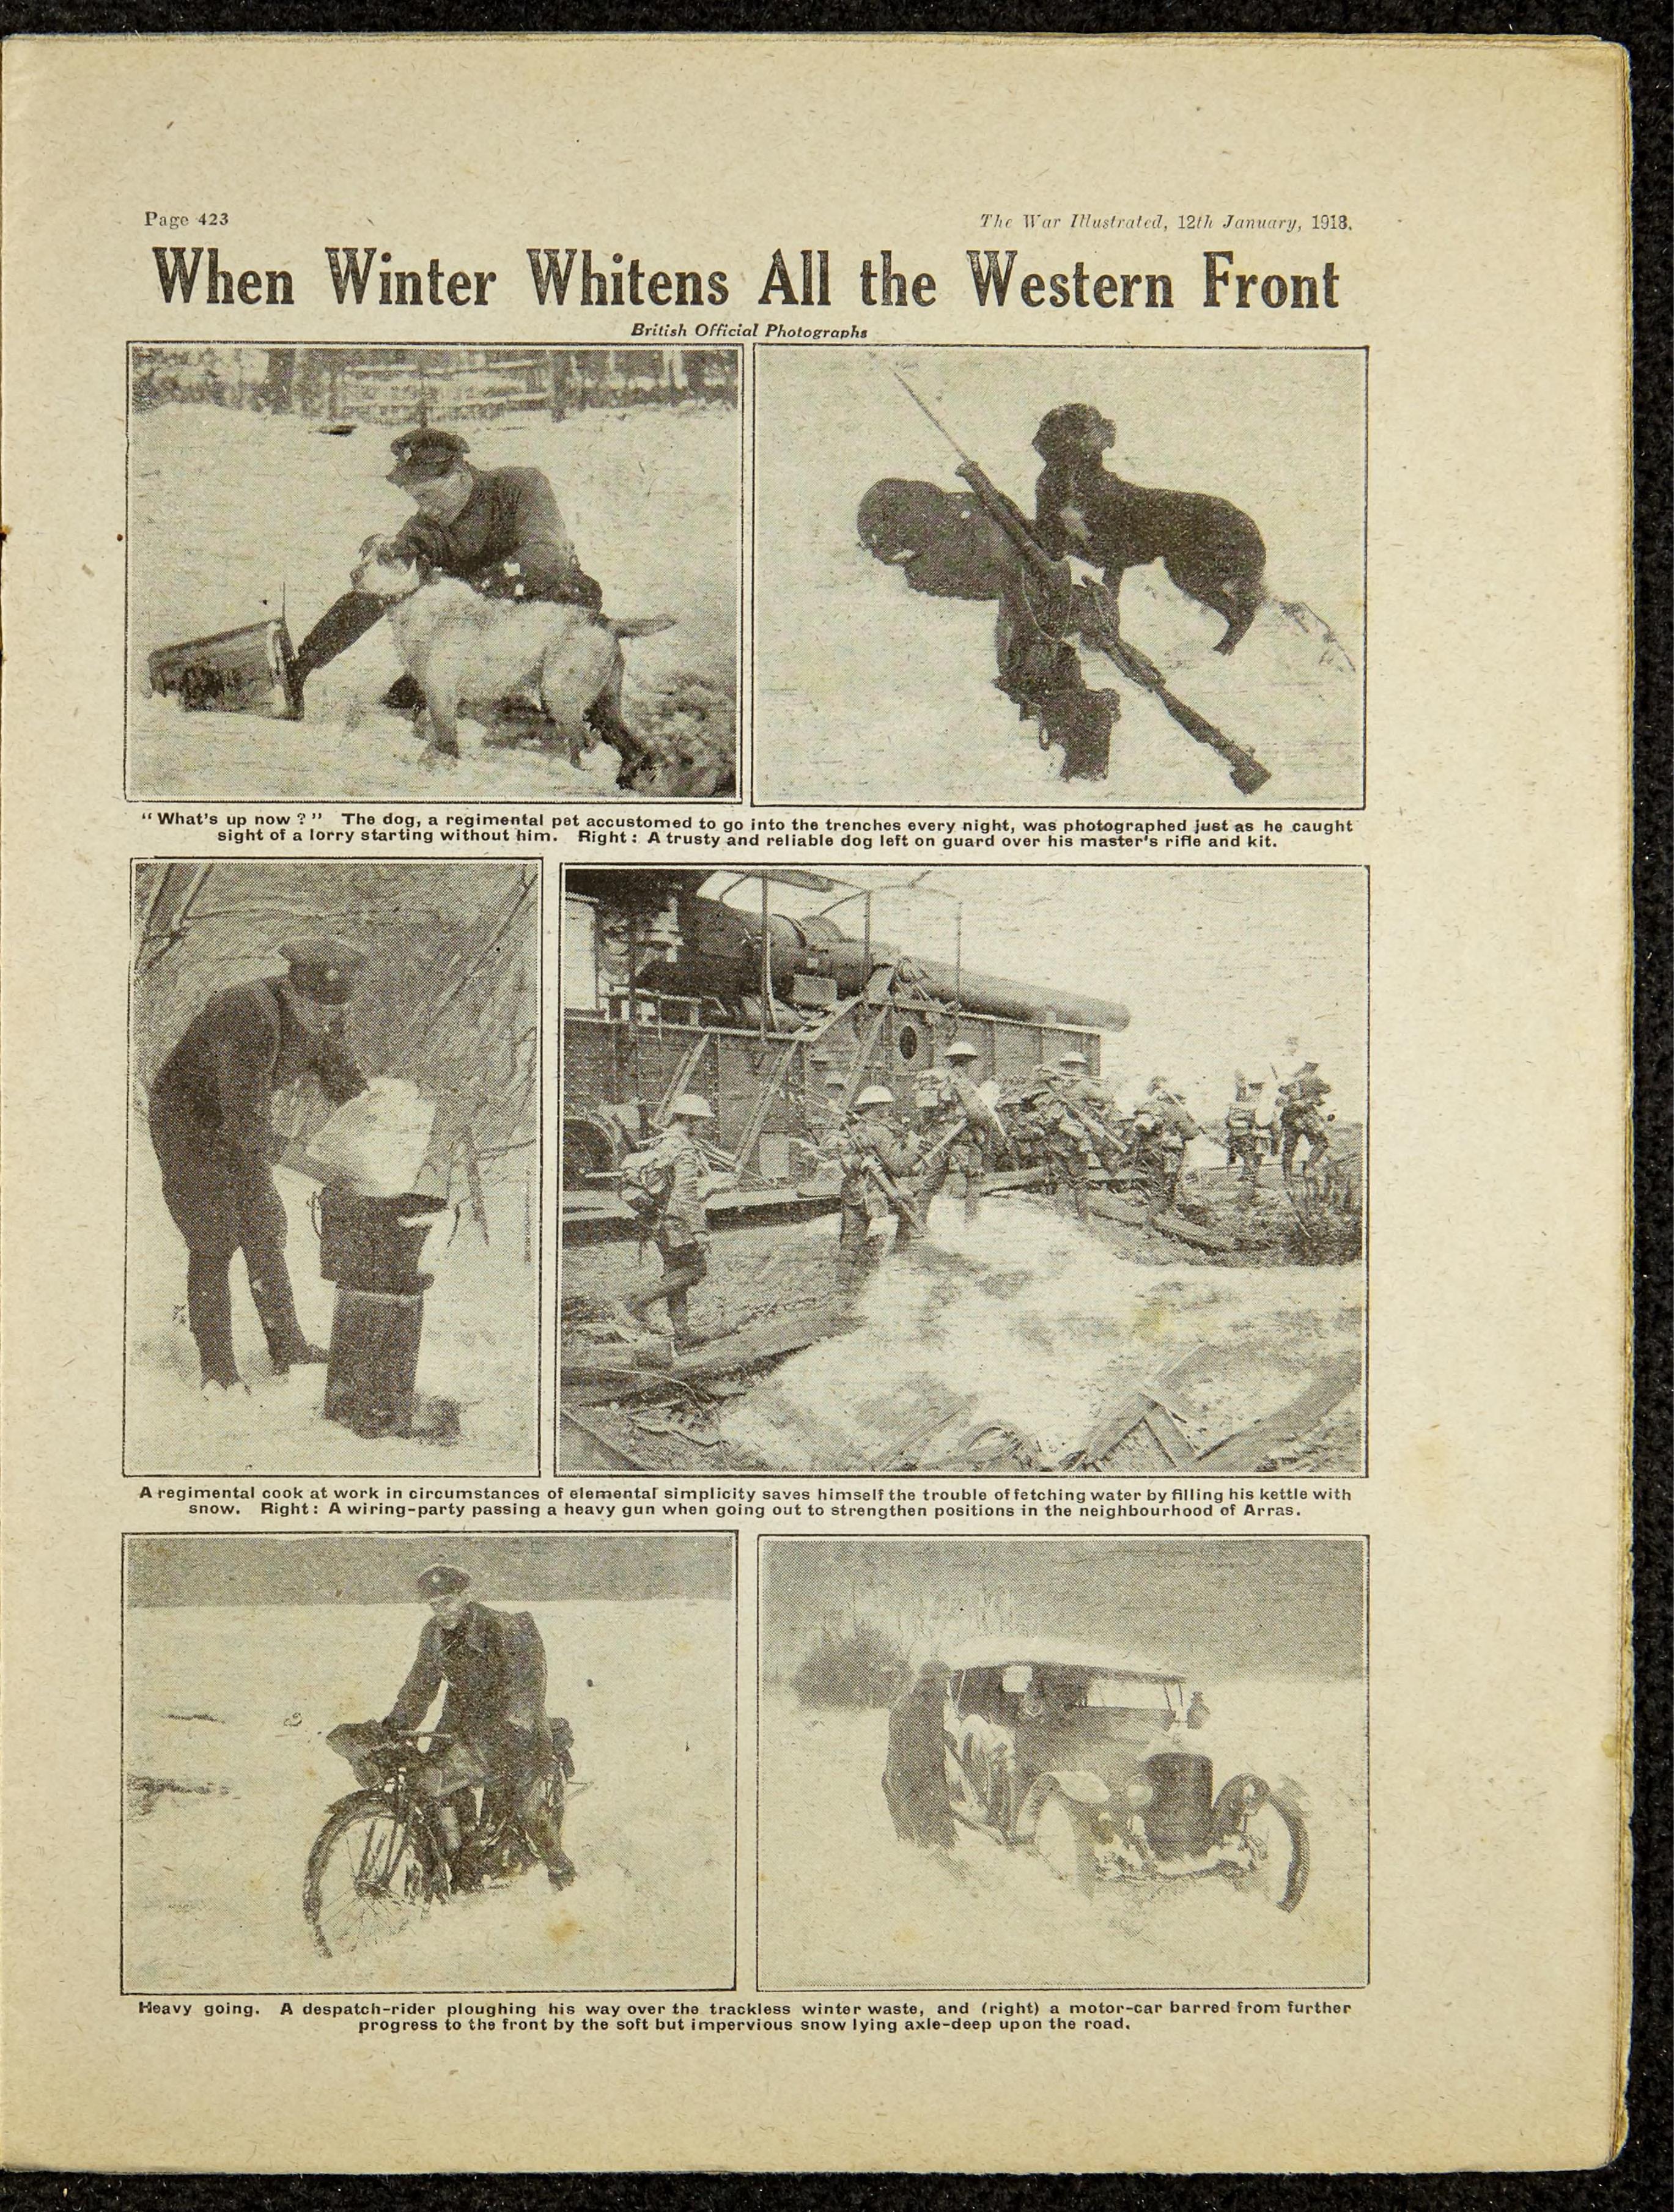 Page 423
The War Illustrated, 12th January, 1918.
When Winter Whitens All the Western Front
British Official Photographs
“What's up now?” The dog, a regimental pet accustomed to go into the trenches every night, was photographed just as he caught
sight of a lorry starting without him. Right: A trusty and reliable dog left on guard over his master's rifle and kit.
A regimental cook at work in circumstances of elemental simplicity saves himself the trouble of fetching water by filling his kettle with
snow. Right: A wiring-party passing a heavy gun when going out to strengthen positions in the neighbourhood of Arras.
Heavy going. A despatch-rider ploughing his way over the trackless winter waste, and (right) a motor-car barred from further
progress to the front by the soft but impervious snow lying axle-deep upon the road.